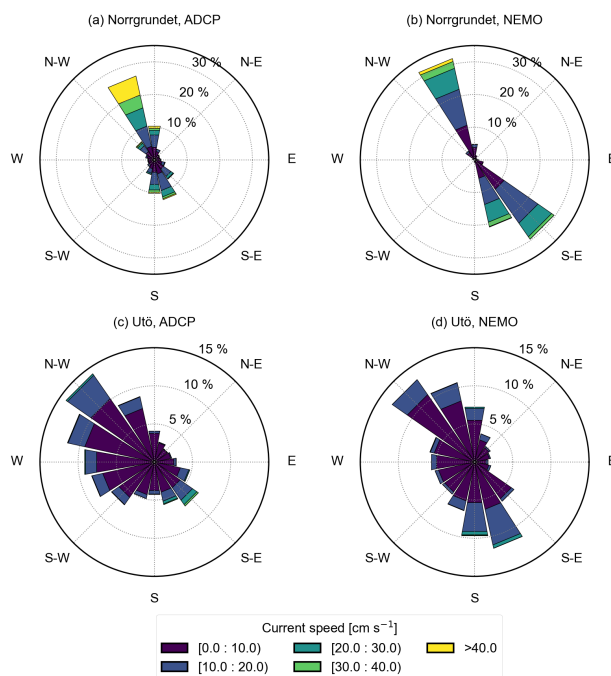 (a) Norrgrundet, ADCP
(b) Norrgrundet, NEMO
N-W 30 % N-E
20 %
10 %
W E
S-W S-E
S
N-W 30 % N-E
20 %
10 %
W E
S-W S-E
S
(c) Utö, ADCP
(d) Utö, NEMO
15 %
N-W 10 % N-E
5 %
W E
S-W S-E
S
15 %
N-W 10 % N-E
5 %
W E
S-W S-E
S
Current speed [cm s⁻¹]
[0.0 : 10.0) [20.0 : 30.0) >40.0
[10.0 : 20.0) [30.0 : 40.0)